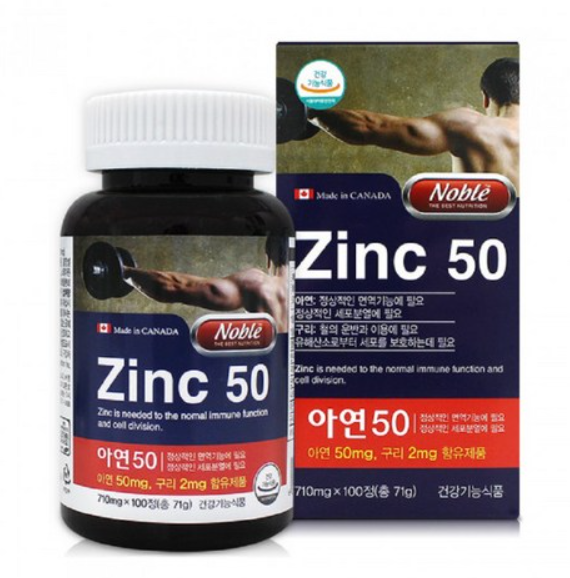 Made in CANADA
Noble
THE BEST NUTRITION
Zinc 50
Zinc is needed to the nomal immune function
and cell division.
아연 50
정상적인 면역기능에 필요
정상적인 세포분열에 필요
아연 50mg, 구리 2mg 함유제품
710mg × 100정(총 71g)
건강기능식품
건강
기능식품
Made in CANADA
Noble
THE BEST NUTRITION
Zinc 50
아연: 정상적인 면역기능에 필요
정상적인 세포분열에 필요
구리: 철의 운반과 이용에 필요
유해산소로부터 세포를 보호하는데 필요
Zinc is needed to the normal immune function and
cell division.
아연 50
정상적인 면역기능에 필요
정상적인 세포분열에 필요
아연 50mg, 구리 2mg 함유제품
710mg × 100정(총 71g)
건강기능식품